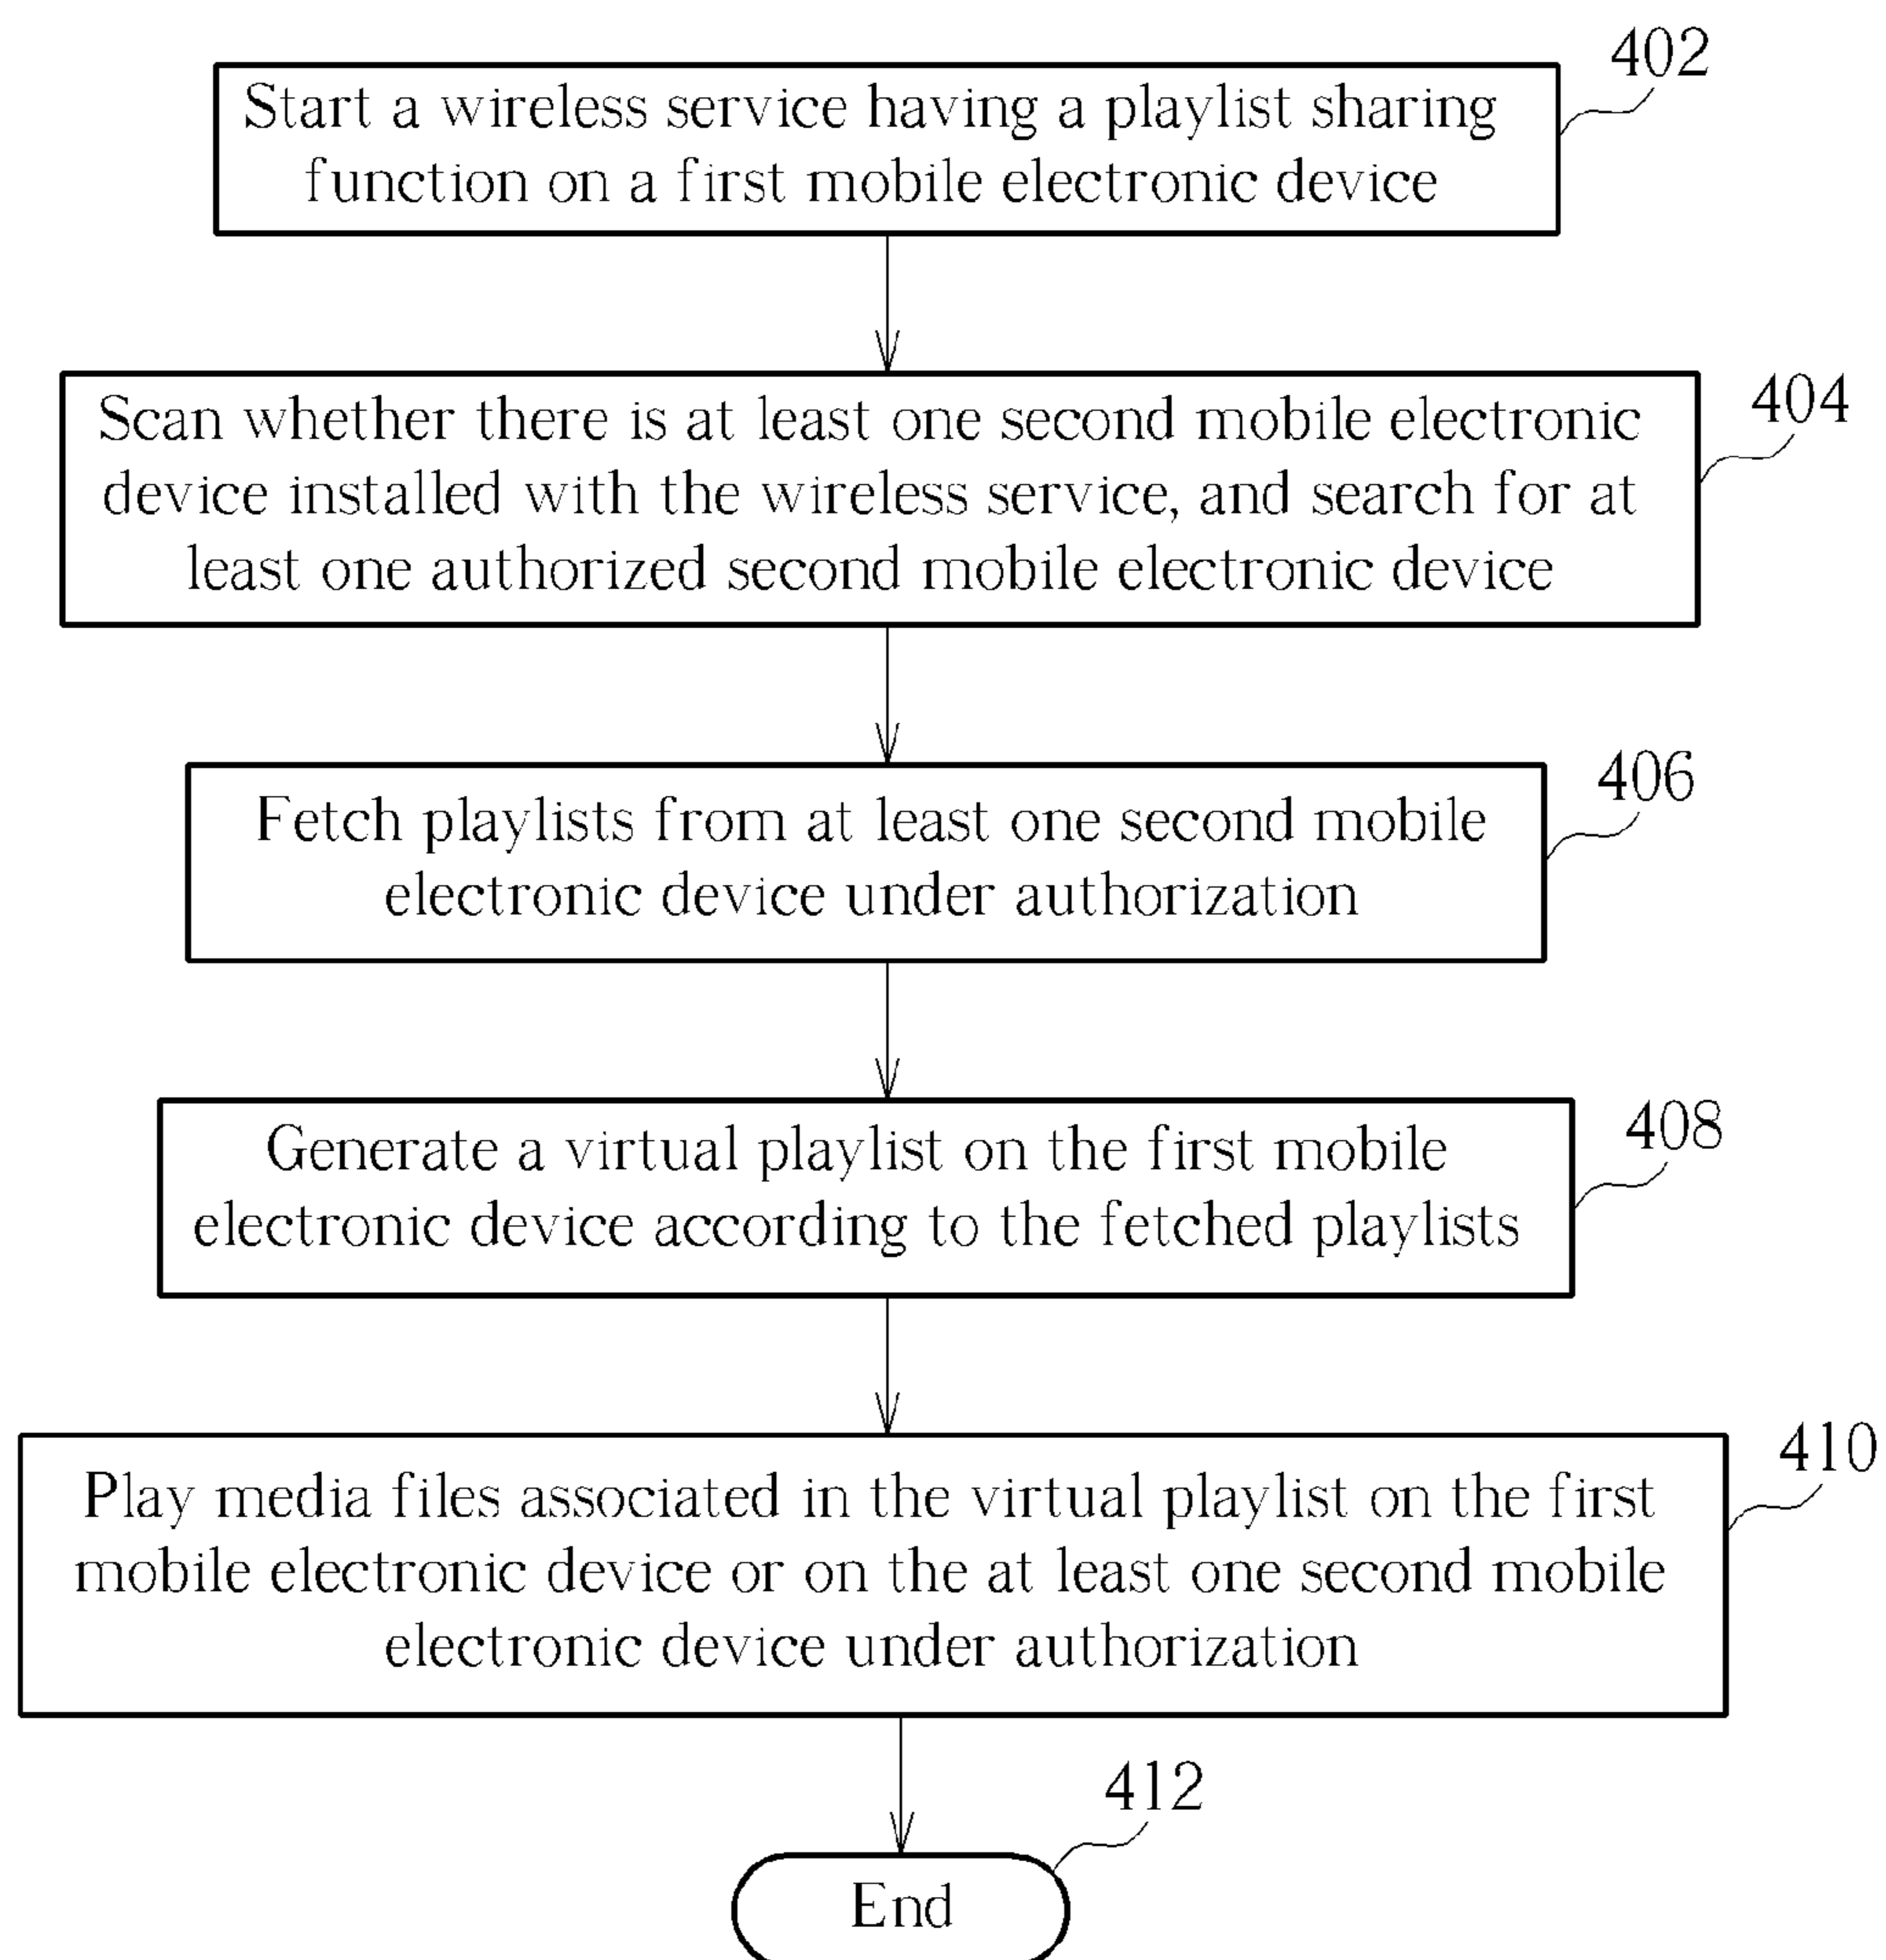 402
Start a wireless service having a playlist sharing
function on a first mobile electronic device
404
Scan whether there is at least one second mobile electronic
device installed with the wireless service, and search for at
least one authorized second mobile electronic device
406
Fetch playlists from at least one second mobile
electronic device under authorization
408
Generate a virtual playlist on the first mobile
electronic device according to the fetched playlists
410
Play media files associated in the virtual playlist on the first
mobile electronic device or on the at least one second mobile
electronic device under authorization
412
End